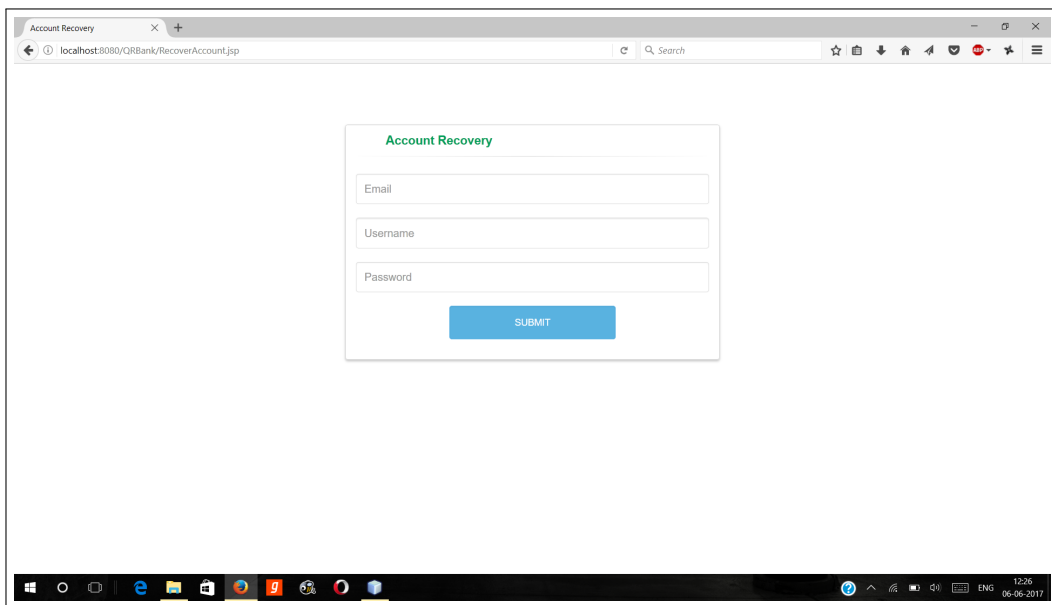 Account Recovery
localhost:8080/QRBank/RecoverAccount.jsp
Search
ABP
Account Recovery
Email
Username
Password
SUBMIT
g
ENG
12:26
06-06-2017